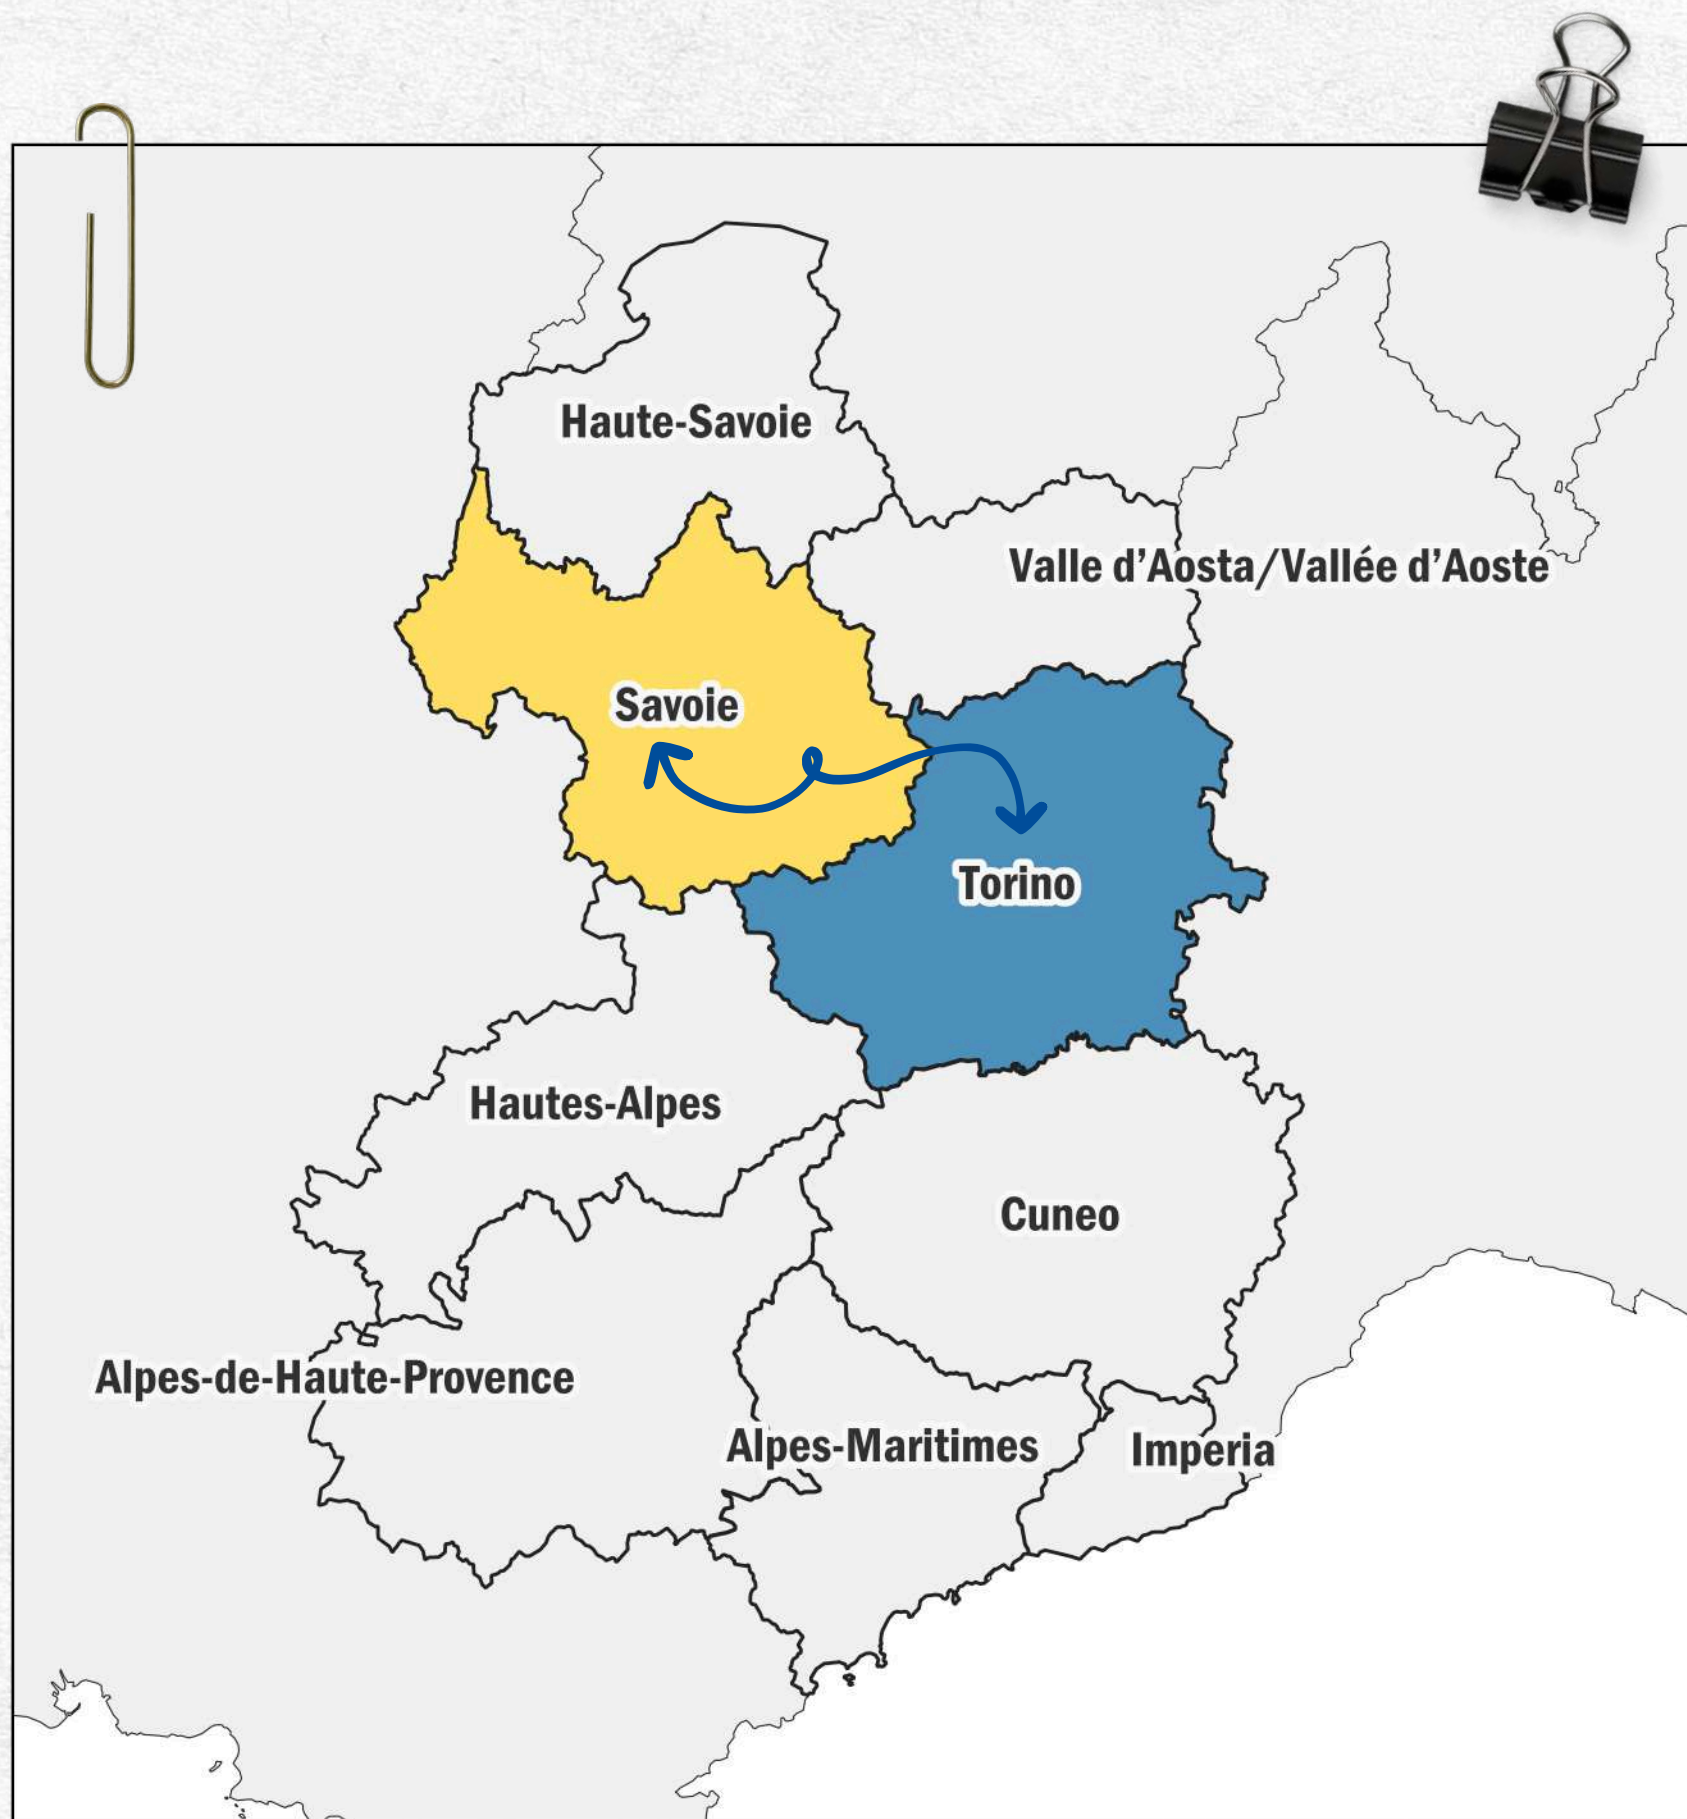 Haute-Savoie
Valle d'Aosta/Vallée d'Aoste
Savoie
Torino
Hautes-Alpes
Cuneo
Alpes-de-Haute-Provence
Alpes-Maritimes
Imperia